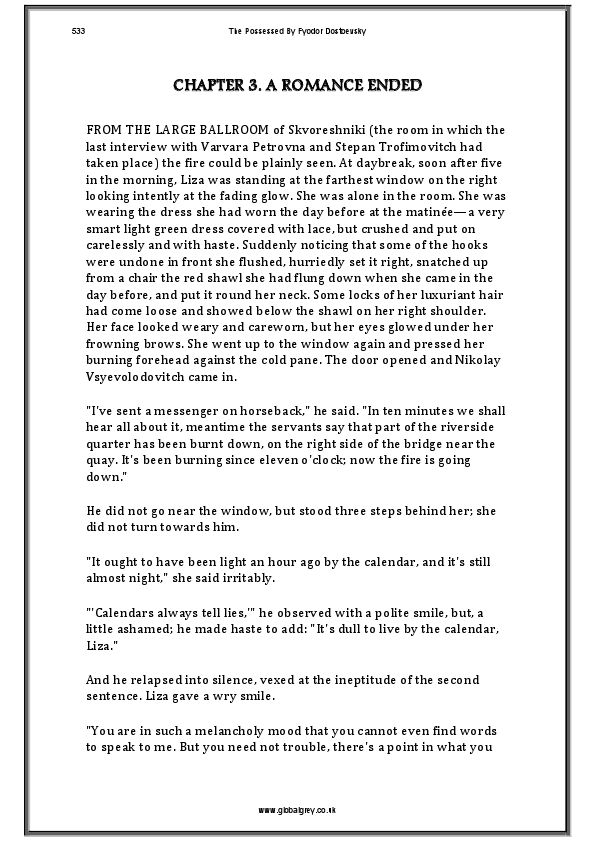 533 The Possessed By Fyodor Dostoevsky
CHAPTER 3. A ROMANCE ENDED
FROM THE LARGE BALLROOM of Skvoreshniki (the room in which the
last interview with Varvara Petrovna and Stepan Trofimovitch had
taken place) the fire could be plainly seen. At daybreak, soon after five
in the morning, Liza was standing at the farthest window on the right
looking intently at the fading glow. She was alone in the room. She was
wearing the dress she had worn the day before at the matinée—a very
smart light green dress covered with lace, but crushed and put on
carelessly and with haste. Suddenly noticing that some of the hooks
were undone in front she flushed, hurriedly set it right, snatched up
from a chair the red shawl she had flung down when she came in the
day before, and put it round her neck. Some locks of her luxuriant hair
had come loose and showed below the shawl on her right shoulder.
Her face looked weary and careworn, but her eyes glowed under her
frowning brows. She went up to the window again and pressed her
burning forehead against the cold pane. The door opened and Nikolay
Vsyevolodovitch came in.
"I've sent a messenger on horseback," he said. "In ten minutes we shall
hear all about it, meantime the servants say that part of the riverside
quarter has been burnt down, on the right side of the bridge near the
quay. It's been burning since eleven o'clock; now the fire is going
down."
He did not go near the window, but stood three steps behind her; she
did not turn towards him.
"It ought to have been light an hour ago by the calendar, and it's still
almost night," she said irritably.
"'Calendars always tell lies,'" he observed with a polite smile, but, a
little ashamed; he made haste to add: "It's dull to live by the calendar,
Liza."
And he relapsed into silence, vexed at the ineptitude of the second
sentence. Liza gave a wry smile.
"You are in such a melancholy mood that you cannot even find words
to speak to me. But you need not trouble, there's a point in what you
www.globalgrey.co.uk